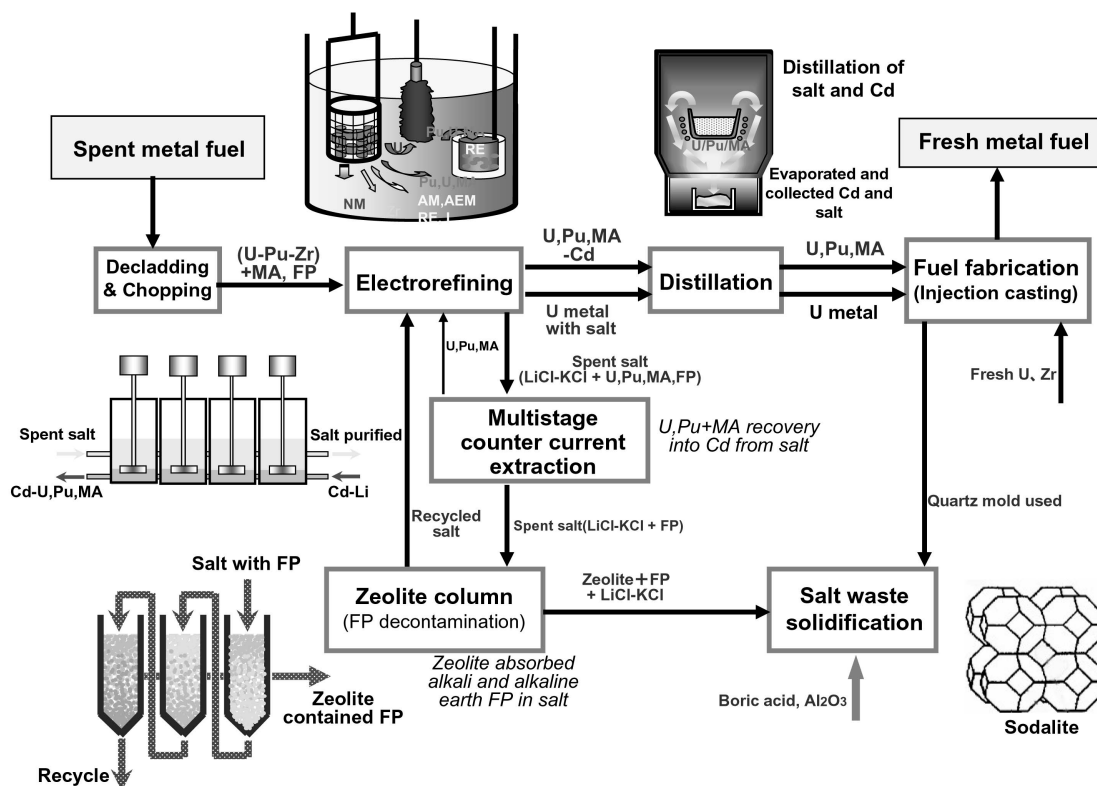 Distillation of
salt and Cd
Spent metal fuel
Fresh metal fuel
U
RE
U/Pu/MA
Pu,U,MA
NM
AM,AEM
RE, I
Evaporated and
collected Cd and
salt
Decladding
& Chopping
(U-Pu-Zr)
+MA, FP
Electrorefining
U,Pu,MA
-Cd
U metal
with salt
Distillation
U,Pu,MA
U metal
Fuel fabrication
(Injection casting)
U,Pu,MA
Spent salt
(LiCl-KCl + U,Pu,MA,FP)
Fresh U、Zr
Multistage
counter current
extraction
U,Pu+MA recovery
into Cd from salt
Spent salt
Salt purified
Cd-U,Pu,MA
Cd-Li
Recycled
salt
Spent salt(LiCl-KCl + FP)
Quartz mold used
Salt with FP
Zeolite column
(FP decontamination)
Zeolite+FP
+ LiCl-KCl
Salt waste
solidification
Zeolite absorbed
alkali and alkaline
earth FP in salt
Zeolite
contained FP
Boric acid, Al2O3
Sodalite
Recycle